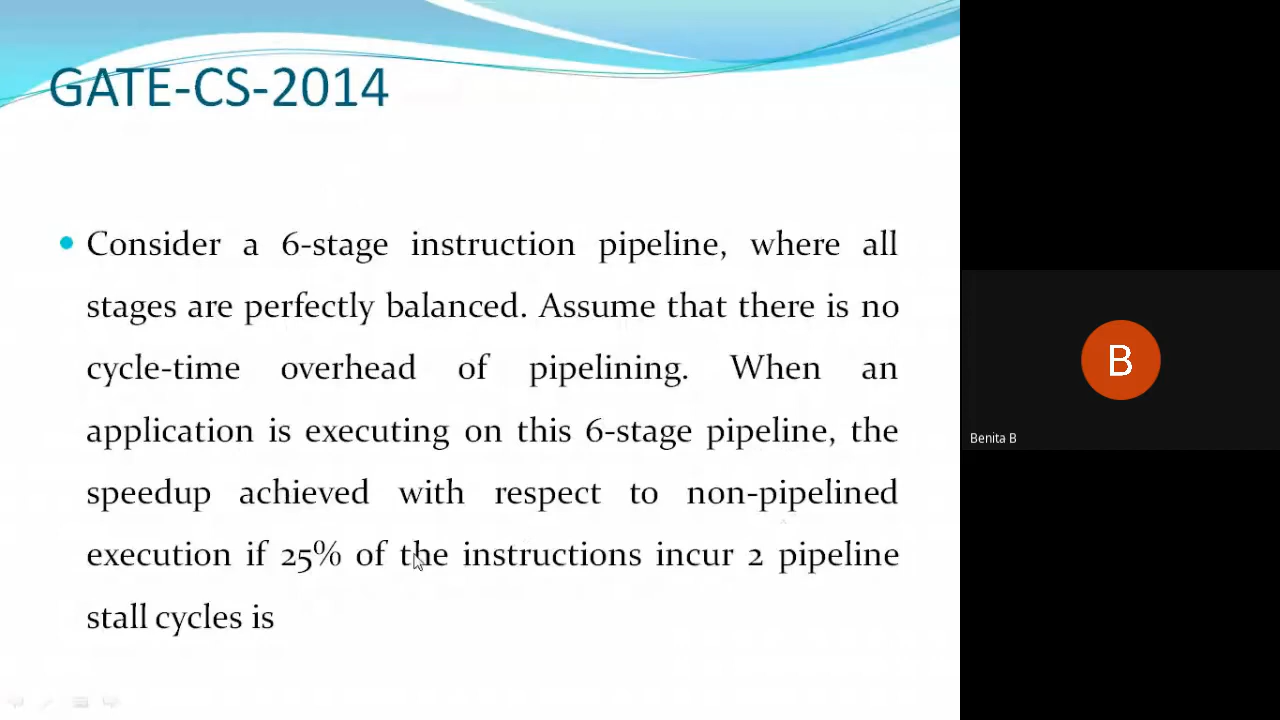 GATE-CS-2014
Consider a 6-stage instruction pipeline, where all
stages are perfectly balanced. Assume that there is no
cycle-time overhead of pipelining. When an
application is executing on this 6-stage pipeline, the
speedup achieved with respect to non-pipelined
execution if 25% of the instructions incur 2 pipeline
stall cycles is
B
Benita B